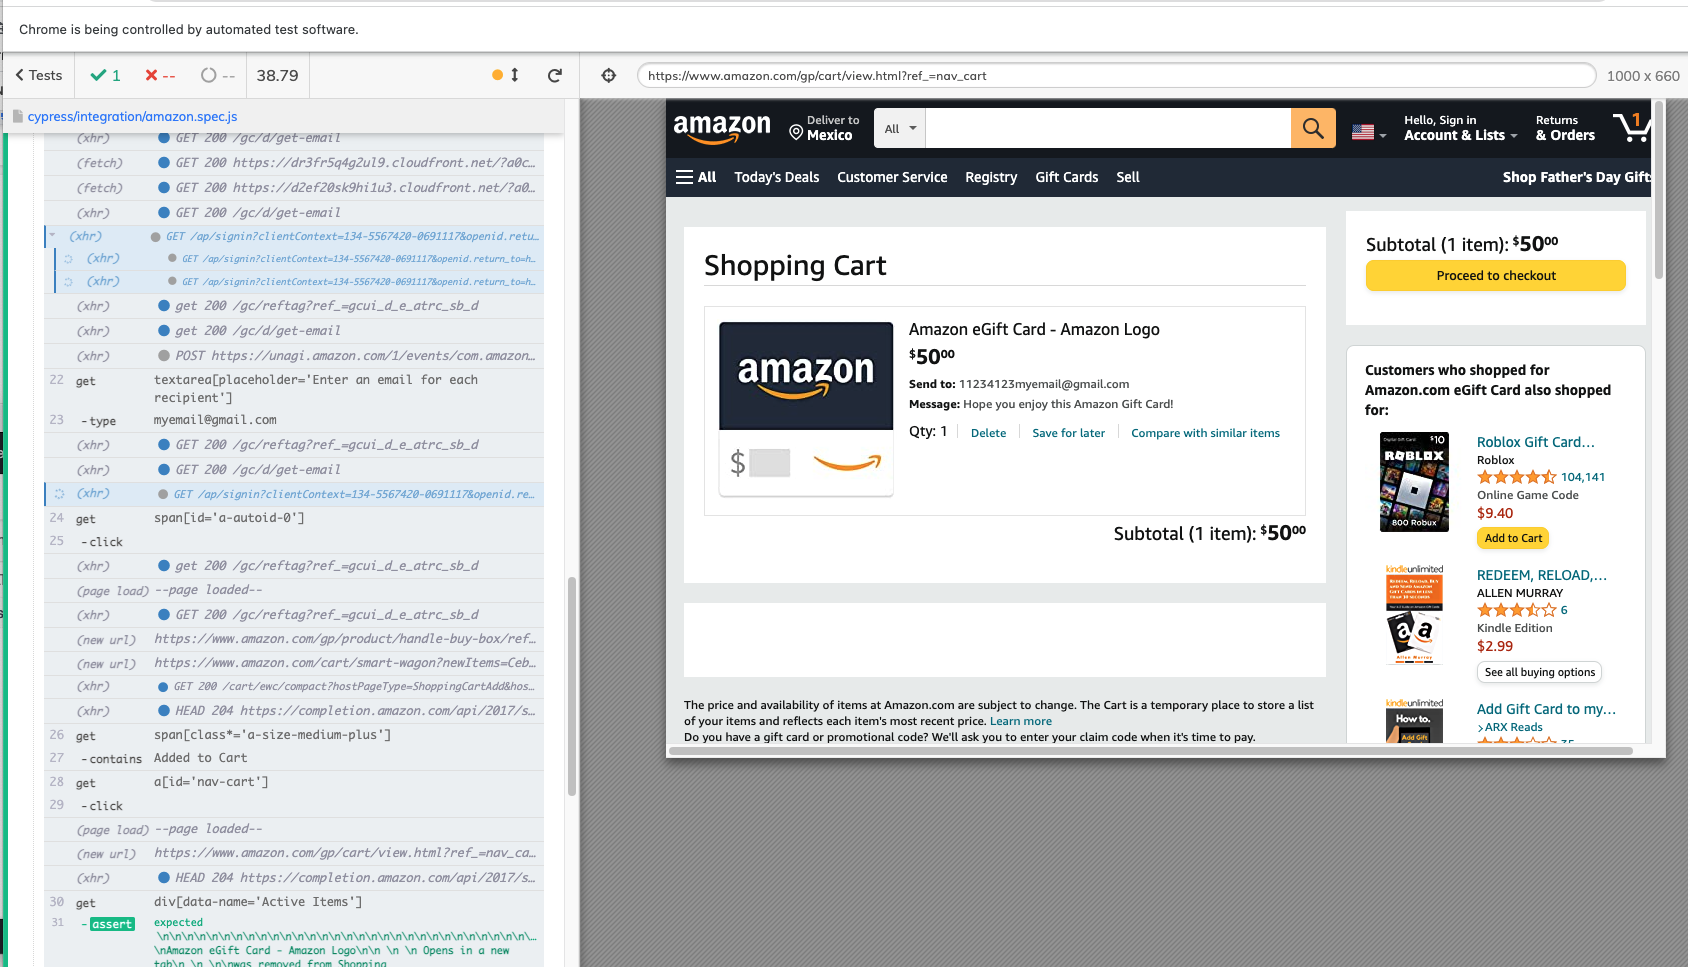 Chrome is being controlled by automated test software.
Tests
1
--
--
38.79
https://www.amazon.com/gp/cart/view.html?ref_=nav_cart
1000 x 660
cypress/integration/amazon.spec.js
(xhr) GET 200 /gc/d/get-email
(fetch) GET 200 https://dr3fr5q4g2ul9.cloudfront.net/?a0c…
(fetch) GET 200 https://d2ef20sk9hi1u3.cloudfront.net/?a0…
(xhr) GET 200 /gc/d/get-email
(xhr) GET /ap/signin?clientContext=134-5567420-0691117&openid.retu…
(xhr) GET /ap/signin?clientContext=134-5567420-0691117&openid.return_to=h…
(xhr) GET /ap/signin?clientContext=134-5567420-0691117&openid.return_to=h…
(xhr) get 200 /gc/reftag?ref_=gcui_d_e_atrc_sb_d
(xhr) get 200 /gc/d/get-email
(xhr) POST https://unagi.amazon.com/1/events/com.amazon…
22 get textarea[placeholder='Enter an email for each
recipient']
23 -type myemail@gmail.com
(xhr) GET 200 /gc/reftag?ref_=gcui_d_e_atrc_sb_d
(xhr) GET 200 /gc/d/get-email
(xhr) GET /ap/signin?clientContext=134-5567420-0691117&openid.re…
24 get span[id='a-autoid-0']
25 -click
(xhr) get 200 /gc/reftag?ref_=gcui_d_e_atrc_sb_d
(page load) --page loaded--
(xhr) GET 200 /gc/reftag?ref_=gcui_d_e_atrc_sb_d
(new url) https://www.amazon.com/gp/product/handle-buy-box/ref…
(new url) https://www.amazon.com/cart/smart-wagon?newItems=Ceb…
(xhr) GET 200 /cart/ewc/compact?hostPageType=ShoppingCartAdd&hos…
(xhr) HEAD 204 https://completion.amazon.com/api/2017/s…
26 get span[class*='a-size-medium-plus']
27 -contains Added to Cart
28 get a[id='nav-cart']
29 -click
(page load) --page loaded--
(new url) https://www.amazon.com/gp/cart/view.html?ref_=nav_ca…
(xhr) HEAD 204 https://completion.amazon.com/api/2017/s…
30 get div[data-name='Active Items']
31 -assert expected
\n\n\n\n\n\n\n\n\n\n\n\n\n\n\n\n\n\n\n\n\n\n\n\n\n\n\n\n\n\n\n…
\nAmazon eGift Card - Amazon Logo\n\n \n \n Opens in a new
tab\n \n \n\nwas removed from Shopping
amazon
Deliver to
Mexico
All
Hello, Sign in
Account & Lists
Returns
& Orders
1
All
Today's Deals
Customer Service
Registry
Gift Cards
Sell
Shop Father's Day Gifts
Shopping Cart
amazon
$
Amazon eGift Card - Amazon Logo
$50 00
Send to: 11234123myemail@gmail.com
Message: Hope you enjoy this Amazon Gift Card!
Qty: 1
Delete
Save for later
Compare with similar items
Subtotal (1 item): $50 00
The price and availability of items at Amazon.com are subject to change. The Cart is a temporary place to store a list
of your items and reflects each item's most recent price. Learn more
Do you have a gift card or promotional code? We'll ask you to enter your claim code when it's time to pay.
Subtotal (1 item): $50 00
Proceed to checkout
Customers who shopped for
Amazon.com eGift Card also shopped
for:
Digital Gift Card $10
ROBLOX
800 Robux
Roblox Gift Card…
Roblox
104,141
Online Game Code
$9.40
Add to Cart
kindleunlimited
Allen Murray
REDEEM, RELOAD,…
ALLEN MURRAY
6
Kindle Edition
$2.99
See all buying options
kindleunlimited
How to.
Add Gift
Add Gift Card to my…
›ARX Reads
35